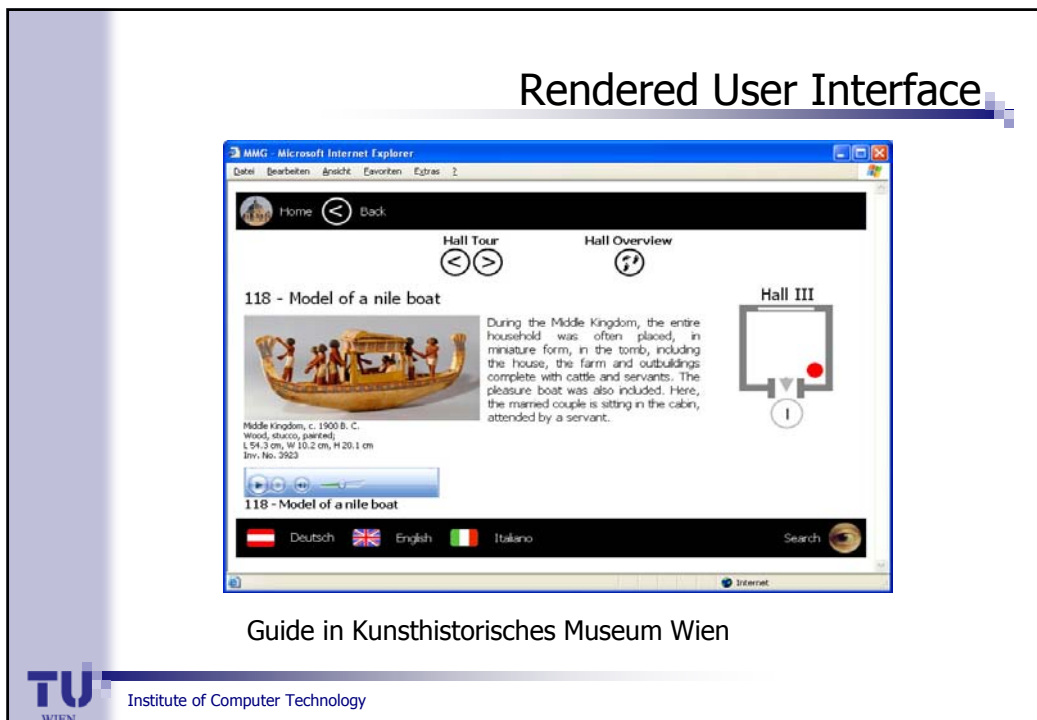 Rendered User Interface
MMG - Microsoft Internet Explorer
Datei Bearbeiten Ansicht Favoriten Extras ?
Home < Back
Hall Tour
< >
Hall Overview
118 - Model of a nile boat
During the Middle Kingdom, the entire
household was often placed, in
miniature form, in the tomb, including
the house, the farm and outbuildings
complete with cattle and servants. The
pleasure boat was also included. Here,
the married couple is sitting in the cabin,
attended by a servant.
Hall III
I
Middle Kingdom, c. 1900 B. C.
Wood, stucco, painted;
L 54.3 cm, W 10.2 cm, H 20.1 cm
Inv. No. 3923
118 - Model of a nile boat
Deutsch English Italiano Search
Internet
Guide in Kunsthistorisches Museum Wien
TU
WIEN
Institute of Computer Technology